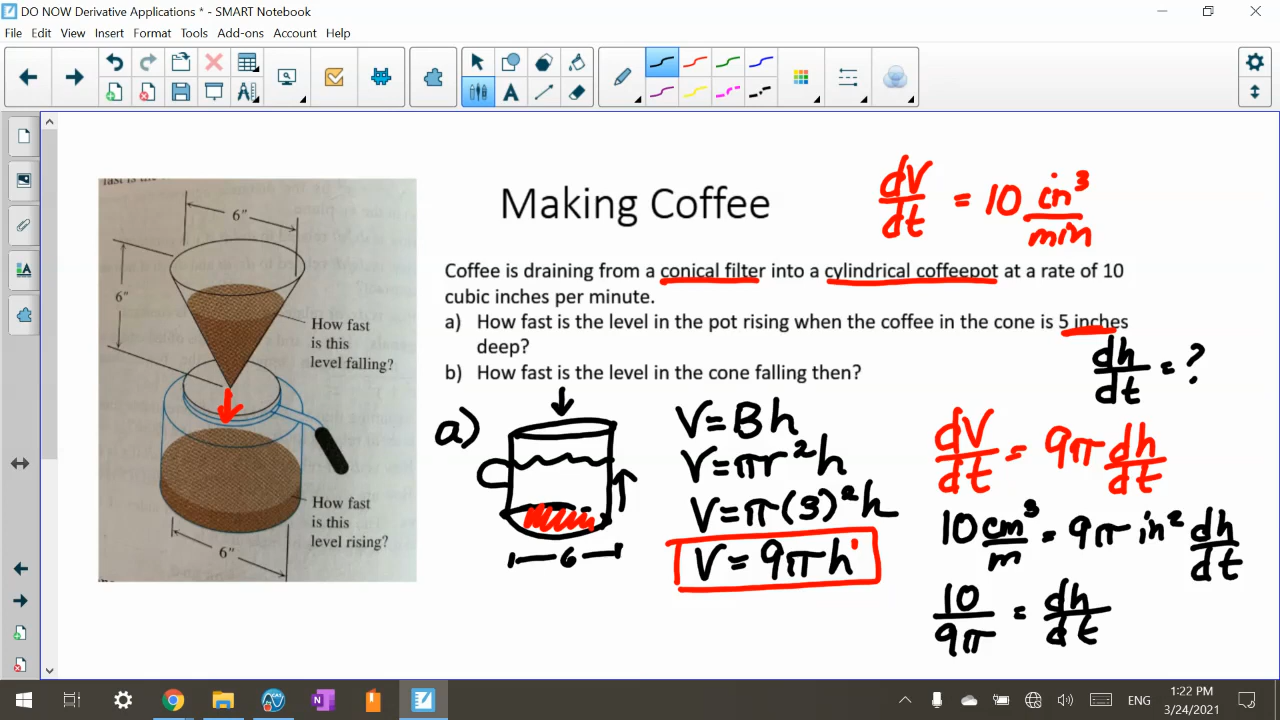 DO NOW Derivative Applications * - SMART Notebook
File Edit View Insert Format Tools Add-ons Account Help
6"
6"
How fast
is this
level falling?
How fast
is this
level rising?
6"
Making Coffee
dV/dt = 10 in³/min
Coffee is draining from a conical filter into a cylindrical coffeepot at a rate of 10
cubic inches per minute.
a) How fast is the level in the pot rising when the coffee in the cone is 5 inches
deep?
b) How fast is the level in the cone falling then?
dh/dt = ?
a)
6
V = Bh
V = πr²h
V = π(3)²h
V = 9πh
dV/dt = 9π dh/dt
10 cm³/m = 9π in² dh/dt
10/9π = dh/dt
ENG
1:22 PM
3/24/2021